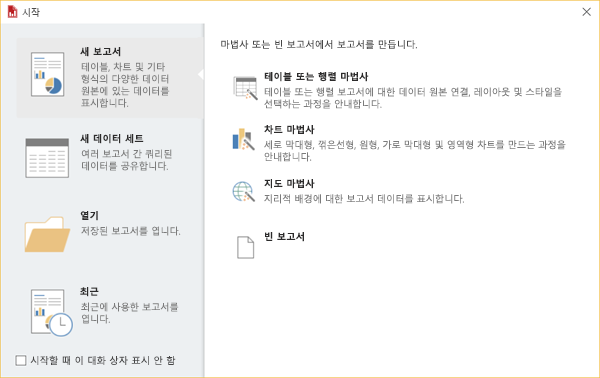 시작
새 보고서
테이블, 차트 및 기타
형식의 다양한 데이터
원본에 있는 데이터를
표시합니다.
새 데이터 세트
여러 보고서 간 쿼리된
데이터를 공유합니다.
열기
저장된 보고서를 엽니다.
최근
최근에 사용한 보고서를
엽니다.
시작할 때 이 대화 상자 표시 안 함
마법사 또는 빈 보고서에서 보고서를 만듭니다.
테이블 또는 행렬 마법사
테이블 또는 행렬 보고서에 대한 데이터 원본 연결, 레이아웃 및 스타일을
선택하는 과정을 안내합니다.
차트 마법사
세로 막대형, 꺾은선형, 원형, 가로 막대형 및 영역형 차트를 만드는 과정을
안내합니다.
지도 마법사
지리적 배경에 대한 보고서 데이터를 표시합니다.
빈 보고서